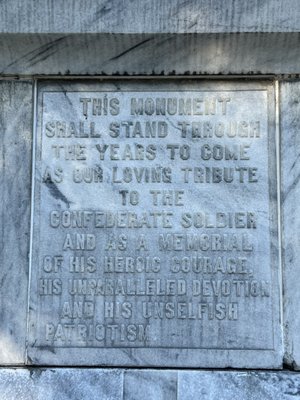 THIS MONUMENT
SHALL STAND THROUGH
THE YEARS TO COME
AS OUR LOVING TRIBUTE
TO THE
CONFEDERATE SOLDIER
AND AS A MEMORIAL
OF HIS HEROIC COURAGE,
HIS UNPARALLELED DEVOTION
AND HIS UNSELFISH
PATRIOTISM.